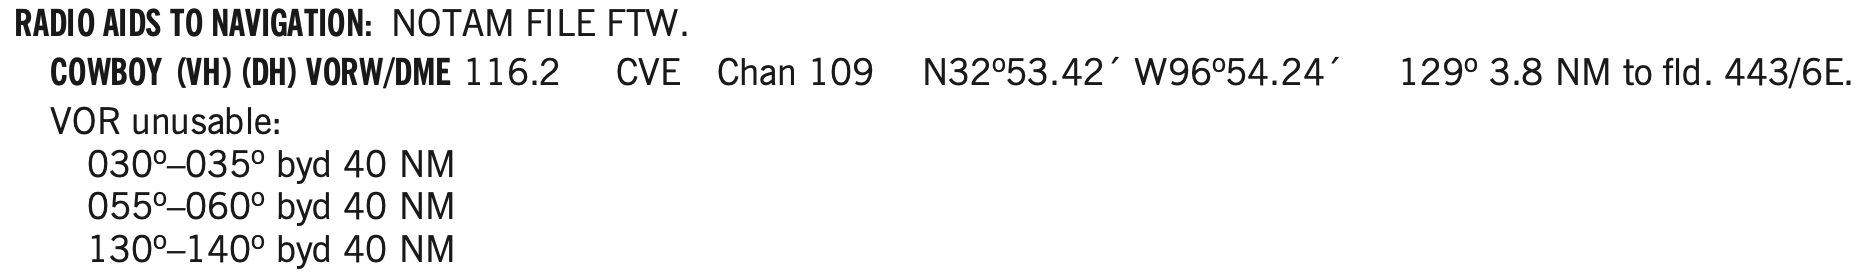 RADIO AIDS TO NAVIGATION: NOTAM FILE FTW.
COWBOY (VH) (DH) VORW/DME 116.2 CVE Chan 109 N32º53.42´ W96º54.24´ 129º 3.8 NM to fld. 443/6E.
VOR unusable:
030º–035º byd 40 NM
055º–060º byd 40 NM
130º–140º byd 40 NM